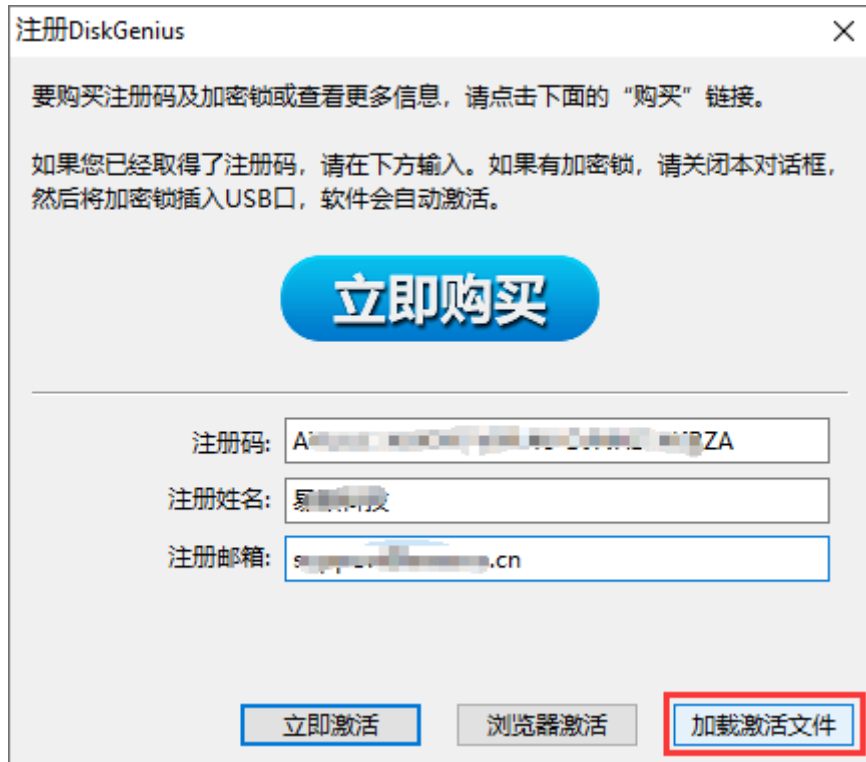 注册DiskGenius
要购买注册码及加密锁或查看更多信息，请点击下面的“购买”链接。
如果您已经取得了注册码，请在下方输入。如果有加密锁，请关闭本对话框，
然后将加密锁插入USB口，软件会自动激活。
立即购买
注册码:
注册姓名:
注册邮箱: .cn
立即激活 浏览器激活 加载激活文件